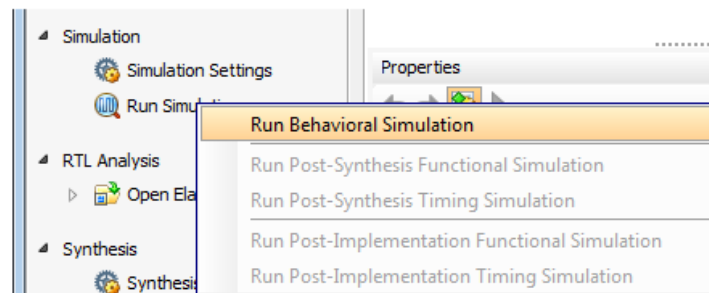 Simulation
Simulation Settings
Properties
Run
Run Behavioral Simulation
RTL Analysis
Run Post-Synthesis Functional Simulation
Open Ela
Run Post-Synthesis Timing Simulation
Run Post-Implementation Functional Simulation
Synthesis
Run Post-Implementation Timing Simulation
Synthesis